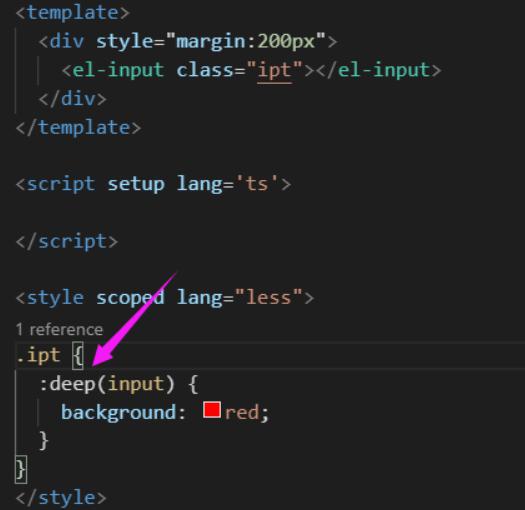 <template>
<div style="margin:200px">
<el-input class="ipt"></el-input>
</div>
</template>
<script setup lang='ts'>
</script>
<style scoped lang="less">
1 reference
.ipt {
:deep(input) {
background: red;
}
}
</style>